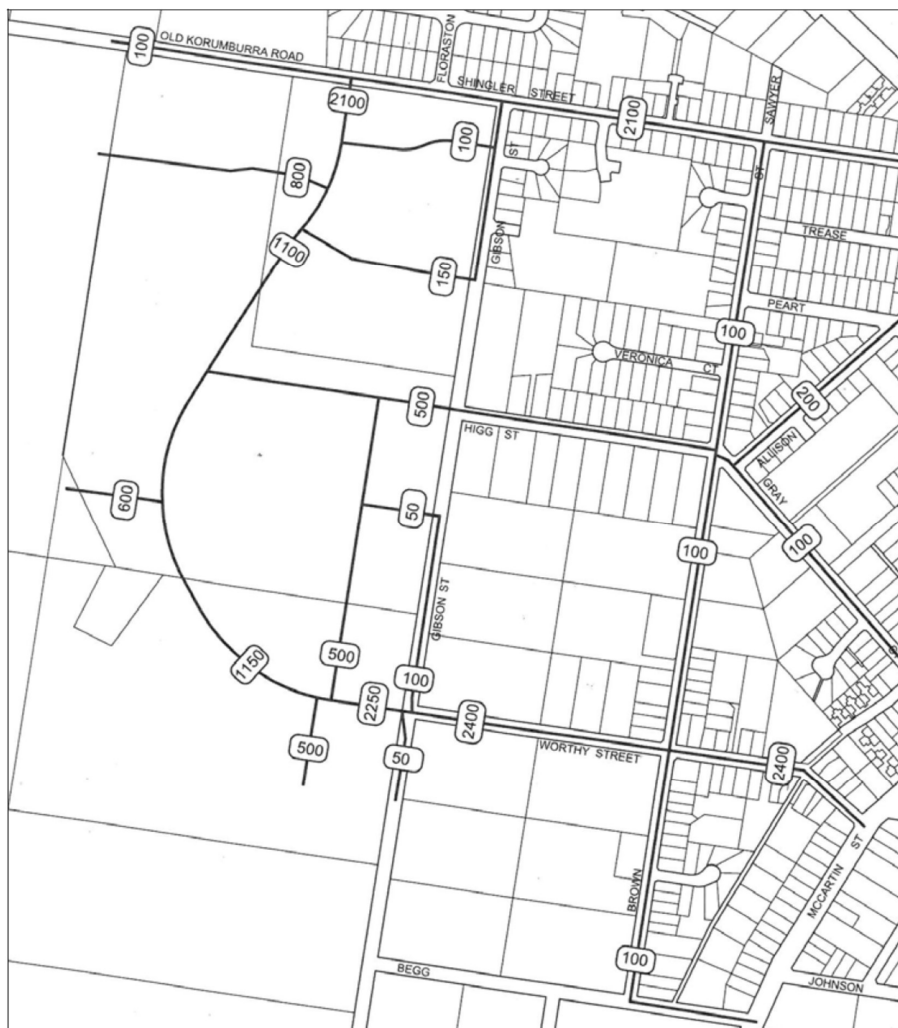 OLD KORUMBURRA ROAD
100
FLORASTON
SHINGLER STREET
SAWYER
ST
2100
2100
100
ST
GIBSON
800
1100
150
TREASE
PEART
100
VERONICA CT
200
500
HIGG ST
ALLISON
GRAY
600
50
100
100
GIBSON ST
1150
500
100
2250
2400
500
50
WORTHY STREET
2400
MCCARTIN ST
BROWN
100
BEGG
JOHNSON